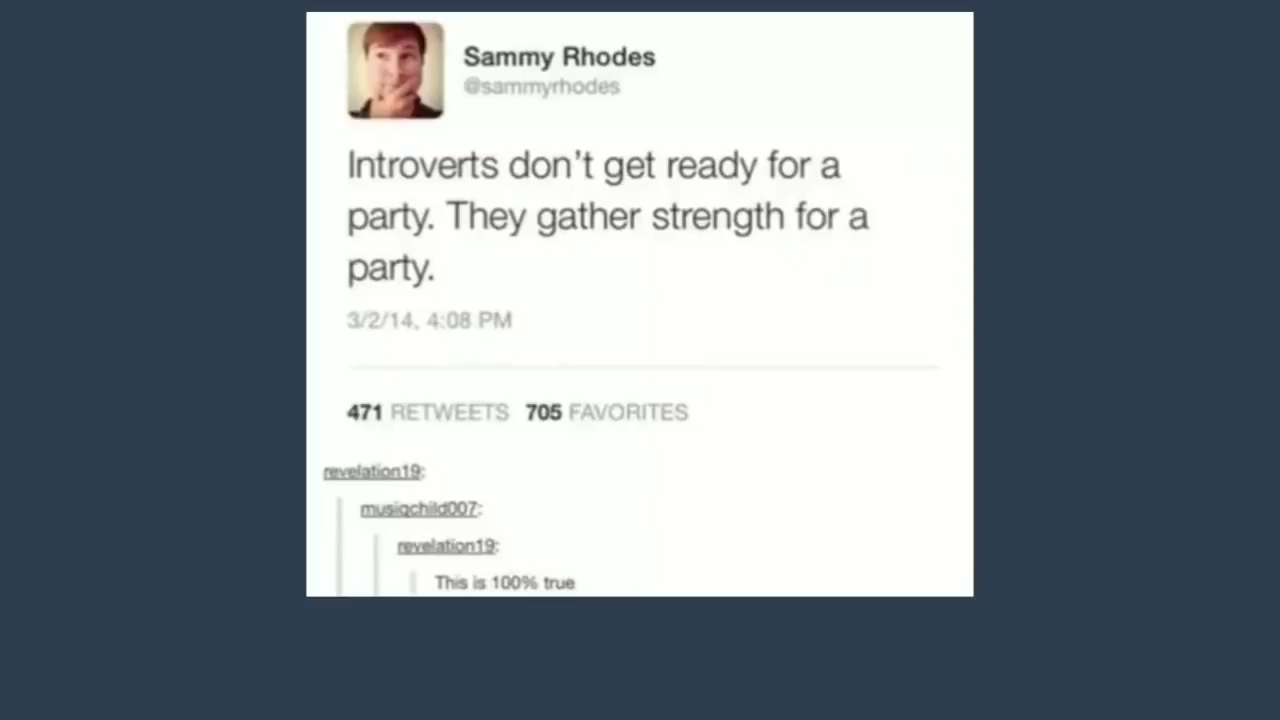 Sammy Rhodes
@sammyrhodes
Introverts don't get ready for a
party. They gather strength for a
party.
3/2/14, 4:08 PM
471 RETWEETS 705 FAVORITES
revelation19:
musiqchild007:
revelation19:
This is 100% true